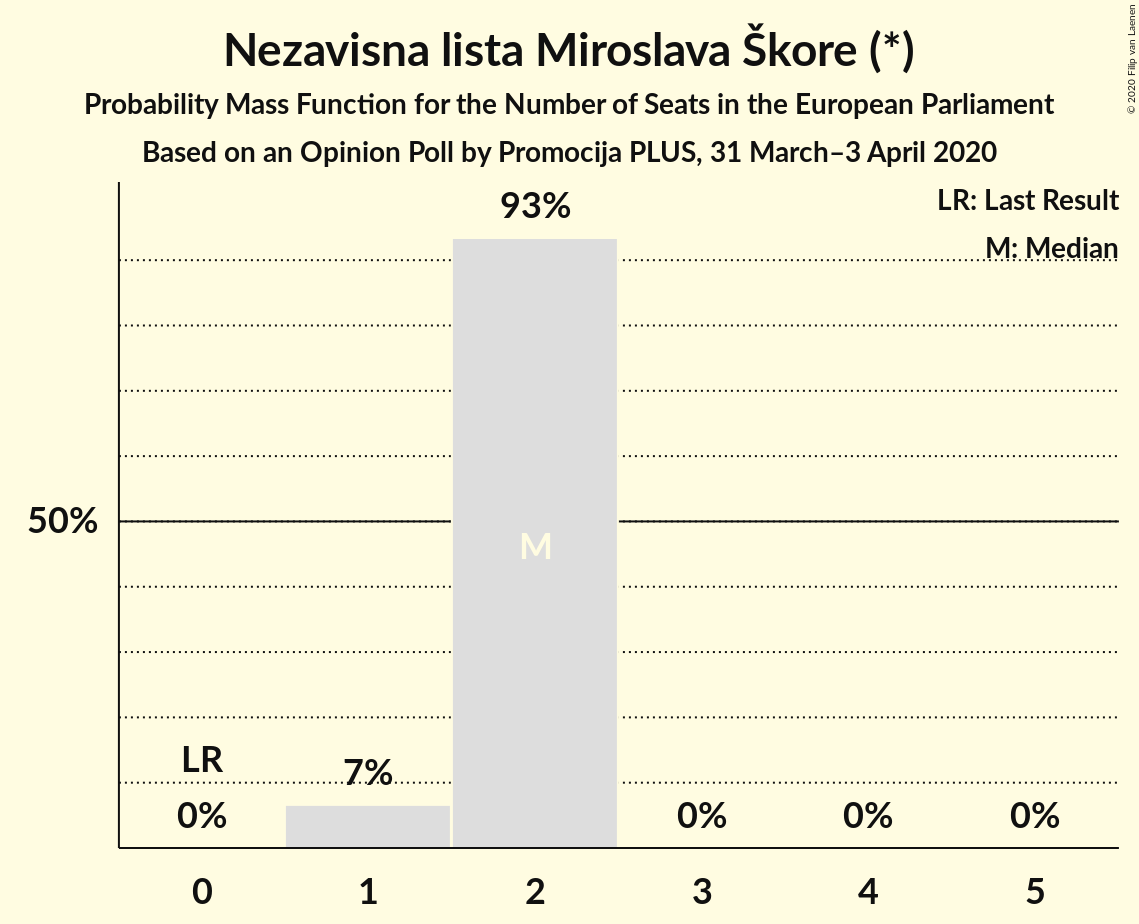 Nezavisna lista Miroslava Škore (*)
Probability Mass Function for the Number of Seats in the European Parliament
Based on an Opinion Poll by Promocija PLUS, 31 March–3 April 2020
© 2020 Filip van Laenen
LR: Last Result
M: Median
93%
50%
M
LR
7%
0%
0%
0%
0%
0
1
2
3
4
5